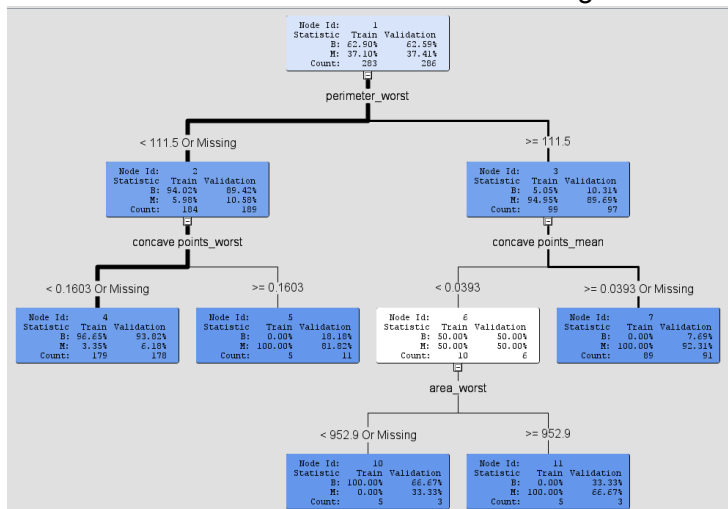 Node Id: 1
Statistic Train Validation
B: 62.90% 62.59%
M: 37.10% 37.41%
Count: 283 286
perimeter_worst
< 111.5 Or Missing
>= 111.5
Node Id: 2
Statistic Train Validation
B: 94.02% 89.42%
M: 5.98% 10.58%
Count: 184 189
Node Id: 3
Statistic Train Validation
B: 5.05% 10.31%
M: 94.95% 89.69%
Count: 99 97
concave points_worst
concave points_mean
< 0.1603 Or Missing
>= 0.1603
< 0.0393
>= 0.0393 Or Missing
Node Id: 4
Statistic Train Validation
B: 96.65% 93.82%
M: 3.35% 6.18%
Count: 179 178
Node Id: 5
Statistic Train Validation
B: 0.00% 18.18%
M: 100.00% 81.82%
Count: 5 11
Node Id: 6
Statistic Train Validation
B: 50.00% 50.00%
M: 50.00% 50.00%
Count: 10 6
Node Id: 7
Statistic Train Validation
B: 0.00% 7.69%
M: 100.00% 92.31%
Count: 89 91
area_worst
< 952.9 Or Missing
>= 952.9
Node Id: 10
Statistic Train Validation
B: 100.00% 66.67%
M: 0.00% 33.33%
Count: 5 3
Node Id: 11
Statistic Train Validation
B: 0.00% 33.33%
M: 100.00% 66.67%
Count: 5 3